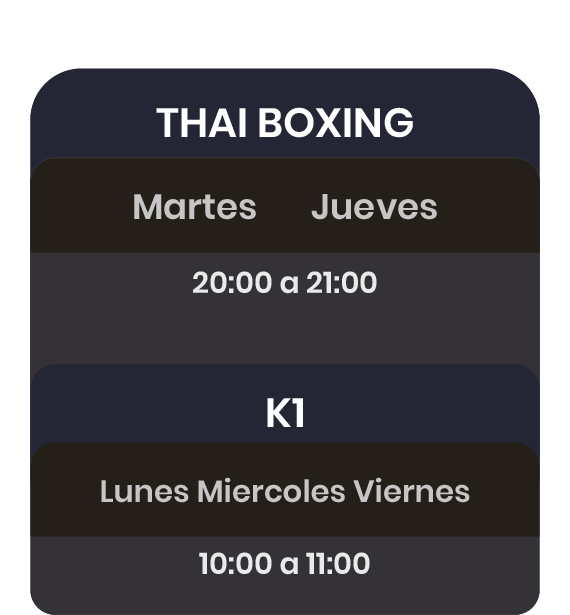 THAI BOXING
Martes Jueves
20:00 a 21:00
K1
Lunes Miercoles Viernes
10:00 a 11:00